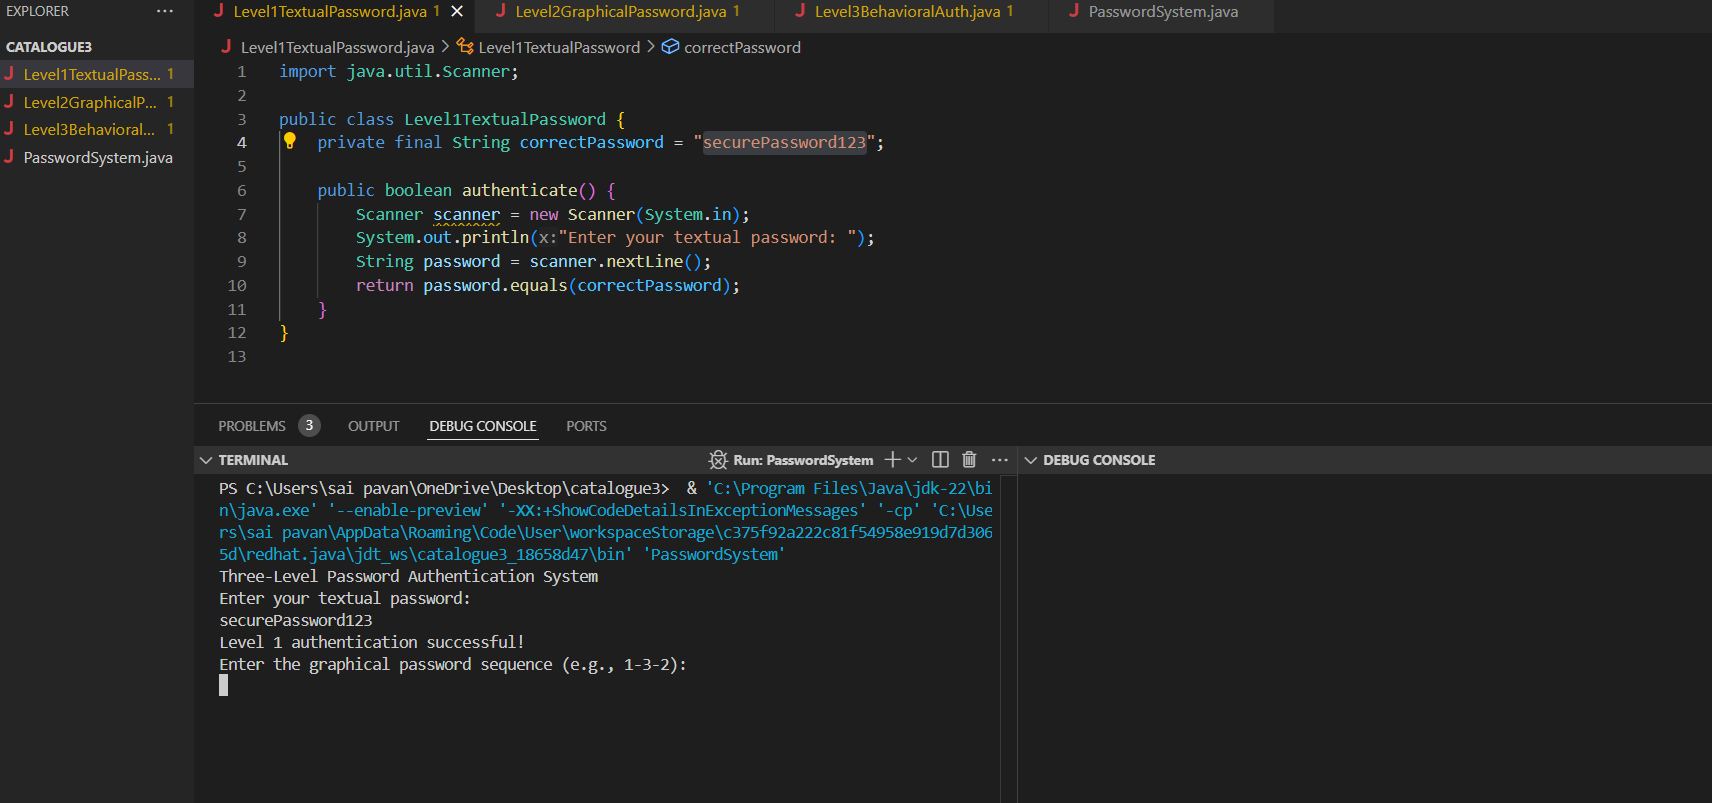 EXPLORER ...
CATALOGUE3
Level1TextualPass... 1
Level2GraphicalP... 1
Level3Behavioral... 1
PasswordSystem.java
Level1TextualPassword.java 1
Level2GraphicalPassword.java 1
Level3BehavioralAuth.java 1
PasswordSystem.java
Level1TextualPassword.java > Level1TextualPassword > correctPassword
1 import java.util.Scanner;
2
3 public class Level1TextualPassword {
4 private final String correctPassword = "securePassword123";
5
6 public boolean authenticate() {
7 Scanner scanner = new Scanner(System.in);
8 System.out.println(x:"Enter your textual password: ");
9 String password = scanner.nextLine();
10 return password.equals(correctPassword);
11 }
12 }
13
PROBLEMS 3 OUTPUT DEBUG CONSOLE PORTS
TERMINAL Run: PasswordSystem ...
PS C:\Users\sai pavan\OneDrive\Desktop\catalogue3> & 'C:\Program Files\Java\jdk-22\bi
n\java.exe' '--enable-preview' '-XX:+ShowCodeDetailsInExceptionMessages' '-cp' 'C:\Use
rs\sai pavan\AppData\Roaming\Code\User\workspaceStorage\c375f92a222c81f54958e919d7d306
5d\redhat.java\jdt_ws\catalogue3_18658d47\bin' 'PasswordSystem'
Three-Level Password Authentication System
Enter your textual password:
securePassword123
Level 1 authentication successful!
Enter the graphical password sequence (e.g., 1-3-2):
DEBUG CONSOLE